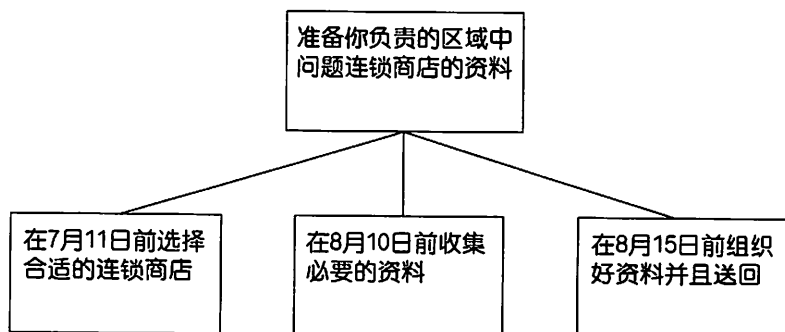 准备你负责的区域中
问题连锁商店的资料
在7月11日前选择
合适的连锁商店
在8月10日前收集
必要的资料
在8月15日前组织
好资料并且送回